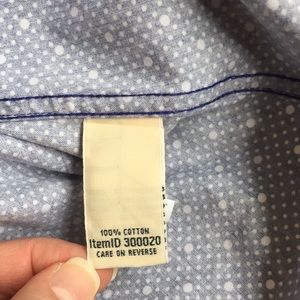 100% COTTON
ItemID 300020
CARE ON REVERSE